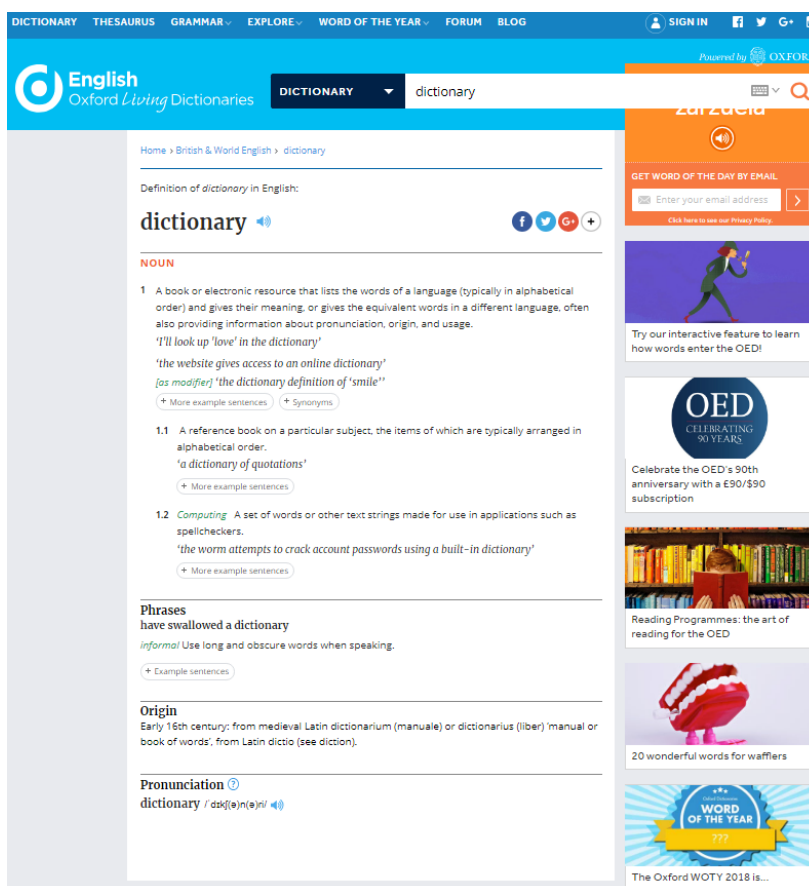 DICTIONARY THESAURUS GRAMMAR EXPLORE WORD OF THE YEAR FORUM BLOG SIGN IN G+
Powered by OXFOR
English
Oxford Living Dictionaries
DICTIONARY
dictionary
zarzuela
GET WORD OF THE DAY BY EMAIL
Enter your email address
Click here to see our Privacy Policy.
Home › British & World English › dictionary
Definition of dictionary in English:
dictionary
NOUN
1 A book or electronic resource that lists the words of a language (typically in alphabetical
order) and gives their meaning, or gives the equivalent words in a different language, often
also providing information about pronunciation, origin, and usage.
‘I'll look up 'love' in the dictionary’
‘the website gives access to an online dictionary’
[as modifier] ‘the dictionary definition of ‘smile’’
+ More example sentences + Synonyms
1.1 A reference book on a particular subject, the items of which are typically arranged in
alphabetical order.
‘a dictionary of quotations’
+ More example sentences
1.2 Computing A set of words or other text strings made for use in applications such as
spellcheckers.
‘the worm attempts to crack account passwords using a built-in dictionary’
+ More example sentences
Phrases
have swallowed a dictionary
informal Use long and obscure words when speaking.
+ Example sentences
Origin
Early 16th century: from medieval Latin dictionarium (manuale) or dictionarius (liber) ‘manual or
book of words’, from Latin dictio (see diction).
Pronunciation ?
dictionary /ˈdɪkʃ(ə)n(ə)ri/
Try our interactive feature to learn
how words enter the OED!
OED
CELEBRATING
90 YEARS
Celebrate the OED's 90th
anniversary with a £90/$90
subscription
Reading Programmes: the art of
reading for the OED
20 wonderful words for wafflers
Oxford Dictionaries
WORD
OF THE YEAR
???
The Oxford WOTY 2018 is...